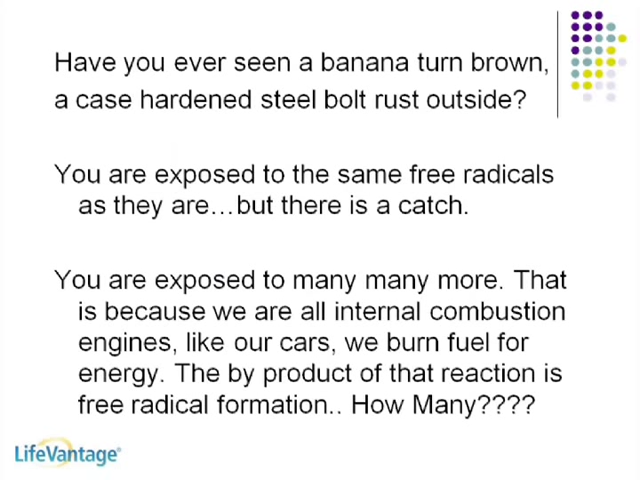 Have you ever seen a banana turn brown,
a case hardened steel bolt rust outside?
You are exposed to the same free radicals
as they are…but there is a catch.
You are exposed to many many more. That
is because we are all internal combustion
engines, like our cars, we burn fuel for
energy. The by product of that reaction is
free radical formation.. How Many????
LifeVantage®